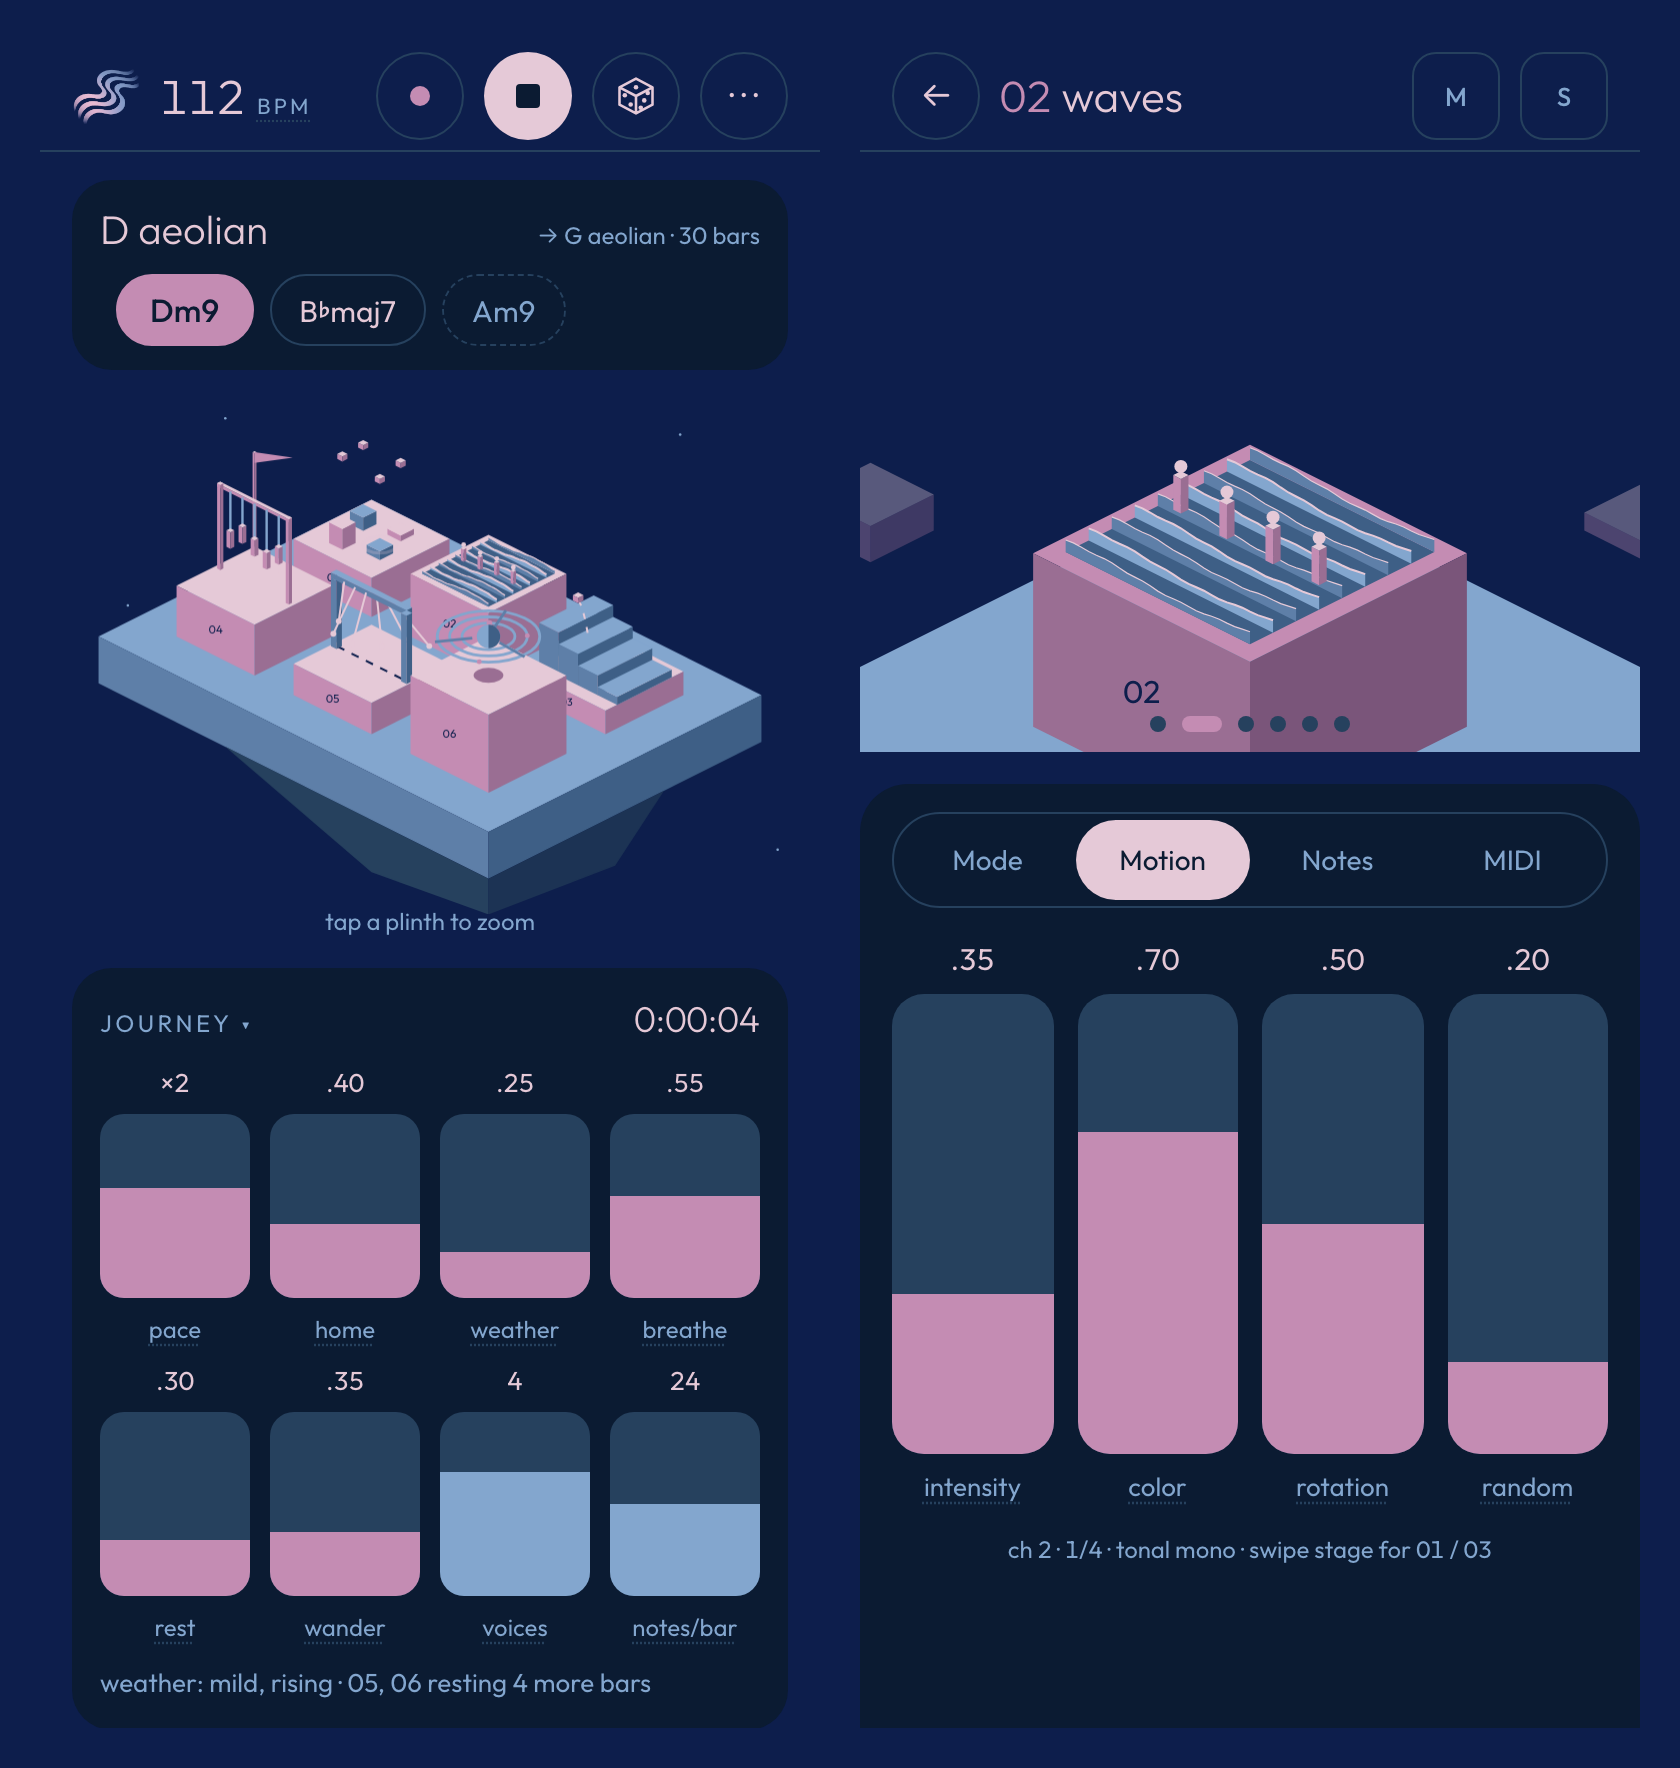 112 BPM
D aeolian
→ G aeolian · 30 bars
Dm9 B♭maj7 Am9
04
02
05
06
tap a plinth to zoom
JOURNEY ▾
0:00:04
×2 .40 .25 .55
pace home weather breathe
.30 .35 4 24
rest wander voices notes/bar
weather: mild, rising · 05, 06 resting 4 more bars
← 02 waves
M S
02
Mode Motion Notes MIDI
.35 .70 .50 .20
intensity color rotation random
ch 2 · 1/4 · tonal mono · swipe stage for 01 / 03